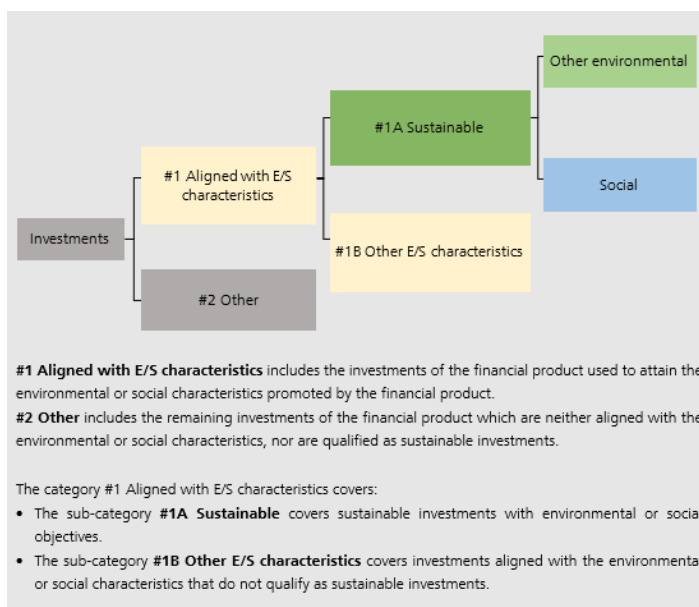 Other environmental
#1A Sustainable
#1 Aligned with E/S
characteristics
Social
Investments
#1B Other E/S characteristics
#2 Other
#1 Aligned with E/S characteristics includes the investments of the financial product used to attain the
environmental or social characteristics promoted by the financial product.
#2 Other includes the remaining investments of the financial product which are neither aligned with the
environmental or social characteristics, nor are qualified as sustainable investments.
The category #1 Aligned with E/S characteristics covers:
• The sub-category #1A Sustainable covers sustainable investments with environmental or socia
objectives.
• The sub-category #1B Other E/S characteristics covers investments aligned with the environmenta
or social characteristics that do not qualify as sustainable investments.